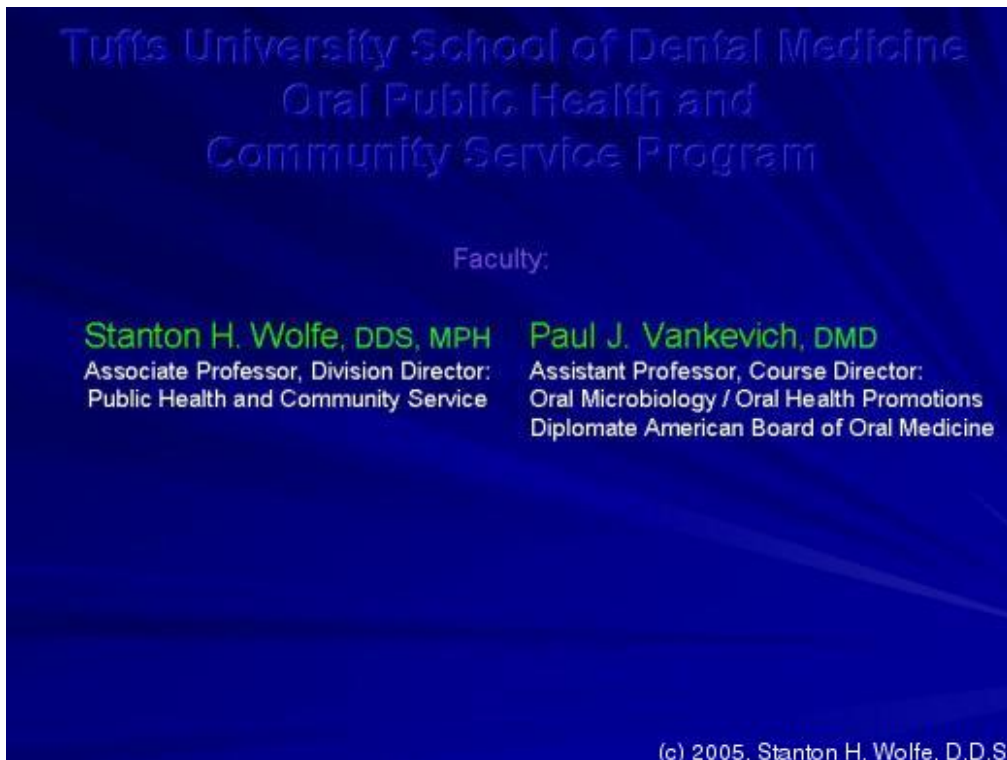 Tufts University School of Dental Medicine
Oral Public Health and
Community Service Program
Faculty:
Stanton H. Wolfe, DDS, MPH
Associate Professor, Division Director:
Public Health and Community Service
Paul J. Vankevich, DMD
Assistant Professor, Course Director:
Oral Microbiology / Oral Health Promotions
Diplomate American Board of Oral Medicine
(c) 2005, Stanton H. Wolfe, D.D.S